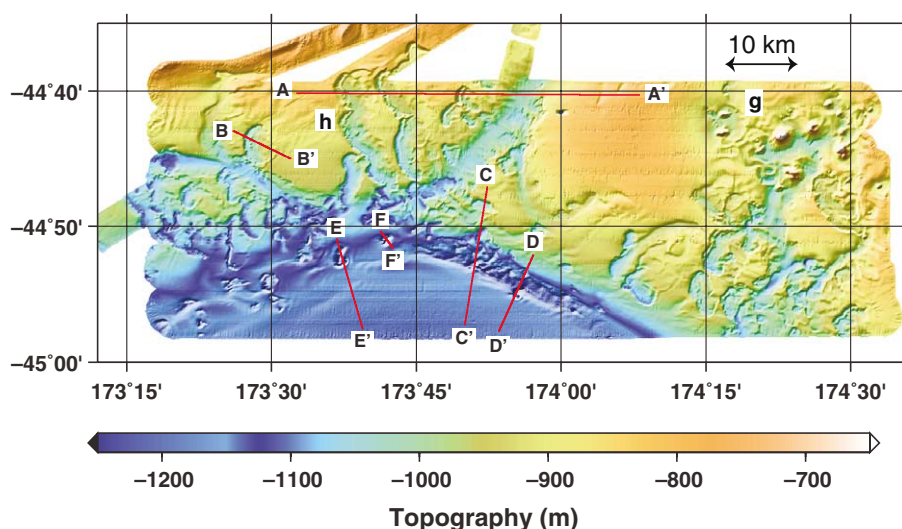 10 km
−44°40'
A
A'
g
h
B
B'
C
−44°50'
E
F
F'
D
E'
C'
D'
−45°00'
173°15' 173°30' 173°45' 174°00' 174°15' 174°30'
−1200 −1100 −1000 −900 −800 −700
Topography (m)